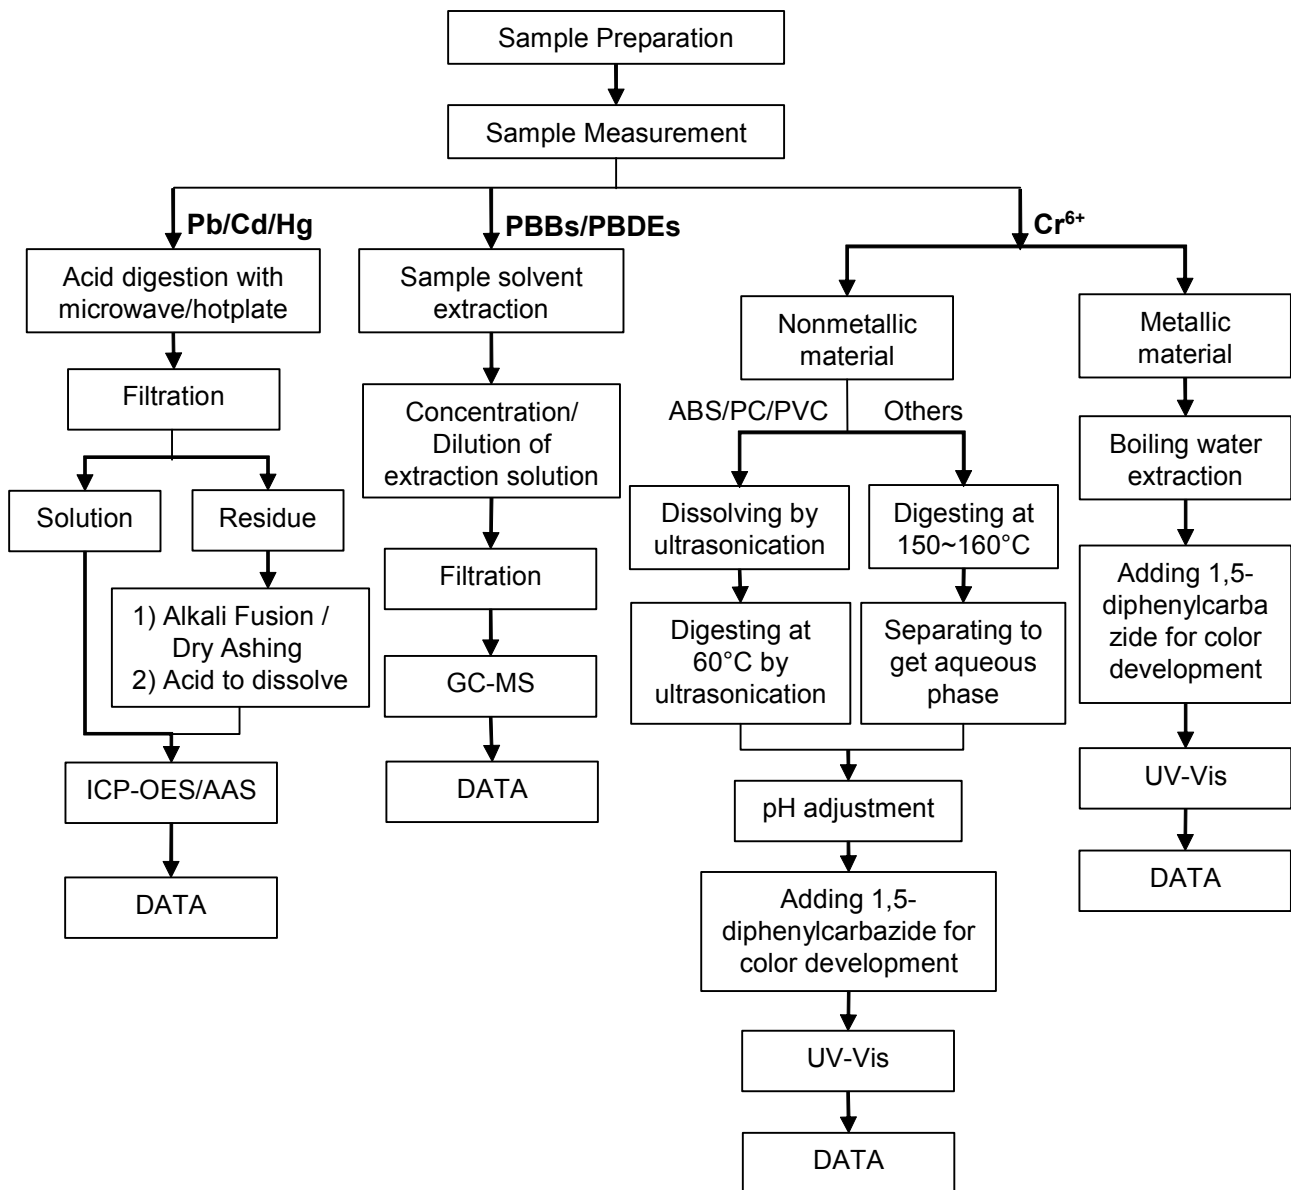 Sample Preparation
Sample Measurement
Pb/Cd/Hg
PBBs/PBDEs
Cr⁶⁺
Acid digestion with
microwave/hotplate
Filtration
Solution
Residue
1) Alkali Fusion /
Dry Ashing
2) Acid to dissolve
ICP-OES/AAS
DATA
Sample solvent
extraction
Concentration/
Dilution of
extraction solution
Filtration
GC-MS
DATA
Nonmetallic
material
ABS/PC/PVC
Others
Dissolving by
ultrasonication
Digesting at
60°C by
ultrasonication
Digesting at
150~160°C
Separating to
get aqueous
phase
pH adjustment
Adding 1,5-
diphenylcarbazide for
color development
UV-Vis
DATA
Metallic
material
Boiling water
extraction
Adding 1,5-
diphenylcarba
zide for color
development
UV-Vis
DATA